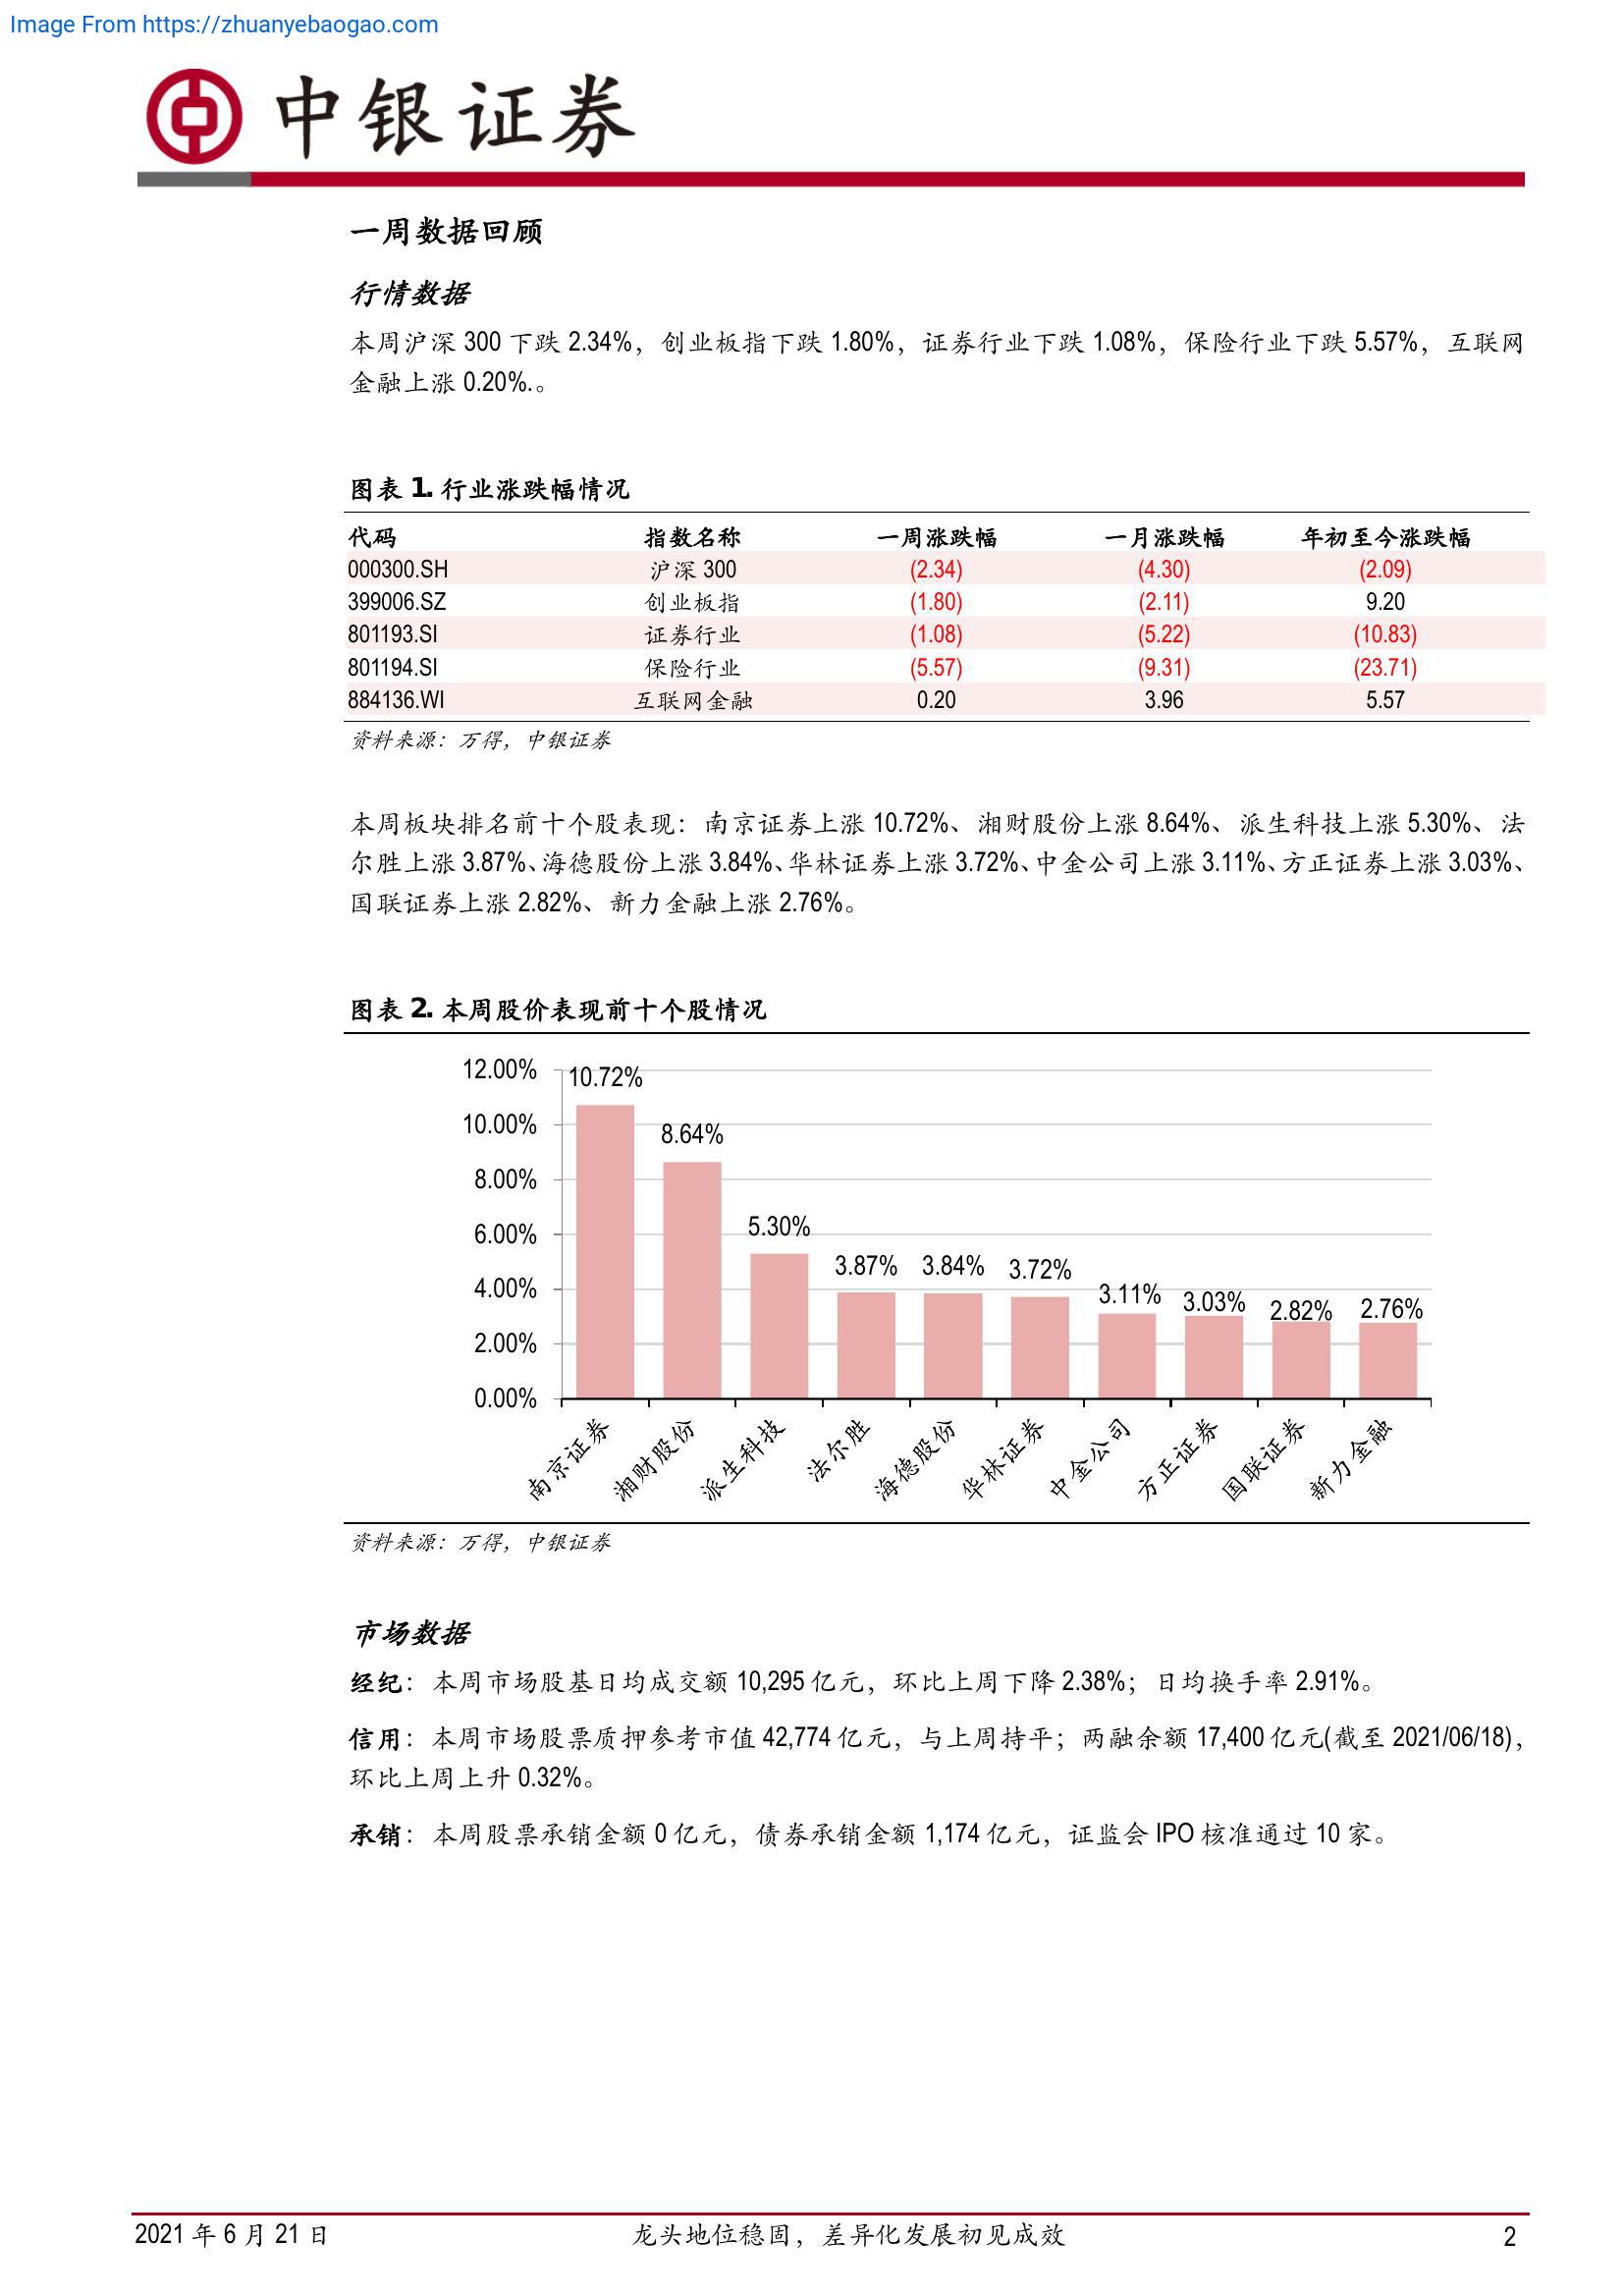 Image From https://zhuanyebaogao.com
中银证券
一周数据回顾
行情数据
本周沪深 300 下跌 2.34%，创业板指下跌 1.80%，证券行业下跌 1.08%，保险行业下跌 5.57%，互联网
金融上涨 0.20%.。
图表 1. 行业涨跌幅情况
代码 指数名称 一周涨跌幅 一月涨跌幅 年初至今涨跌幅
000300.SH 沪深 300 (2.34) (4.30) (2.09)
399006.SZ 创业板指 (1.80) (2.11) 9.20
801193.SI 证券行业 (1.08) (5.22) (10.83)
801194.SI 保险行业 (5.57) (9.31) (23.71)
884136.WI 互联网金融 0.20 3.96 5.57
资料来源：万得，中银证券
本周板块排名前十个股表现：南京证券上涨 10.72%、湘财股份上涨 8.64%、派生科技上涨 5.30%、法
尔胜上涨 3.87%、海德股份上涨 3.84%、华林证券上涨 3.72%、中金公司上涨 3.11%、方正证券上涨 3.03%、
国联证券上涨 2.82%、新力金融上涨 2.76%。
图表 2. 本周股价表现前十个股情况
12.00%
10.00%
8.00%
6.00%
4.00%
2.00%
0.00%
10.72%
8.64%
5.30%
3.87%
3.84%
3.72%
3.11%
3.03%
2.82%
2.76%
南京证券
湘财股份
派生科技
法尔胜
海德股份
华林证券
中金公司
方正证券
国联证券
新力金融
资料来源：万得，中银证券
市场数据
经纪：本周市场股基日均成交额 10,295 亿元，环比上周下降 2.38%；日均换手率 2.91%。
信用：本周市场股票质押参考市值 42,774 亿元，与上周持平；两融余额 17,400 亿元(截至 2021/06/18)，
环比上周上升 0.32%。
承销：本周股票承销金额 0 亿元，债券承销金额 1,174 亿元，证监会 IPO 核准通过 10 家。
2021 年 6 月 21 日 龙头地位稳固，差异化发展初见成效 2